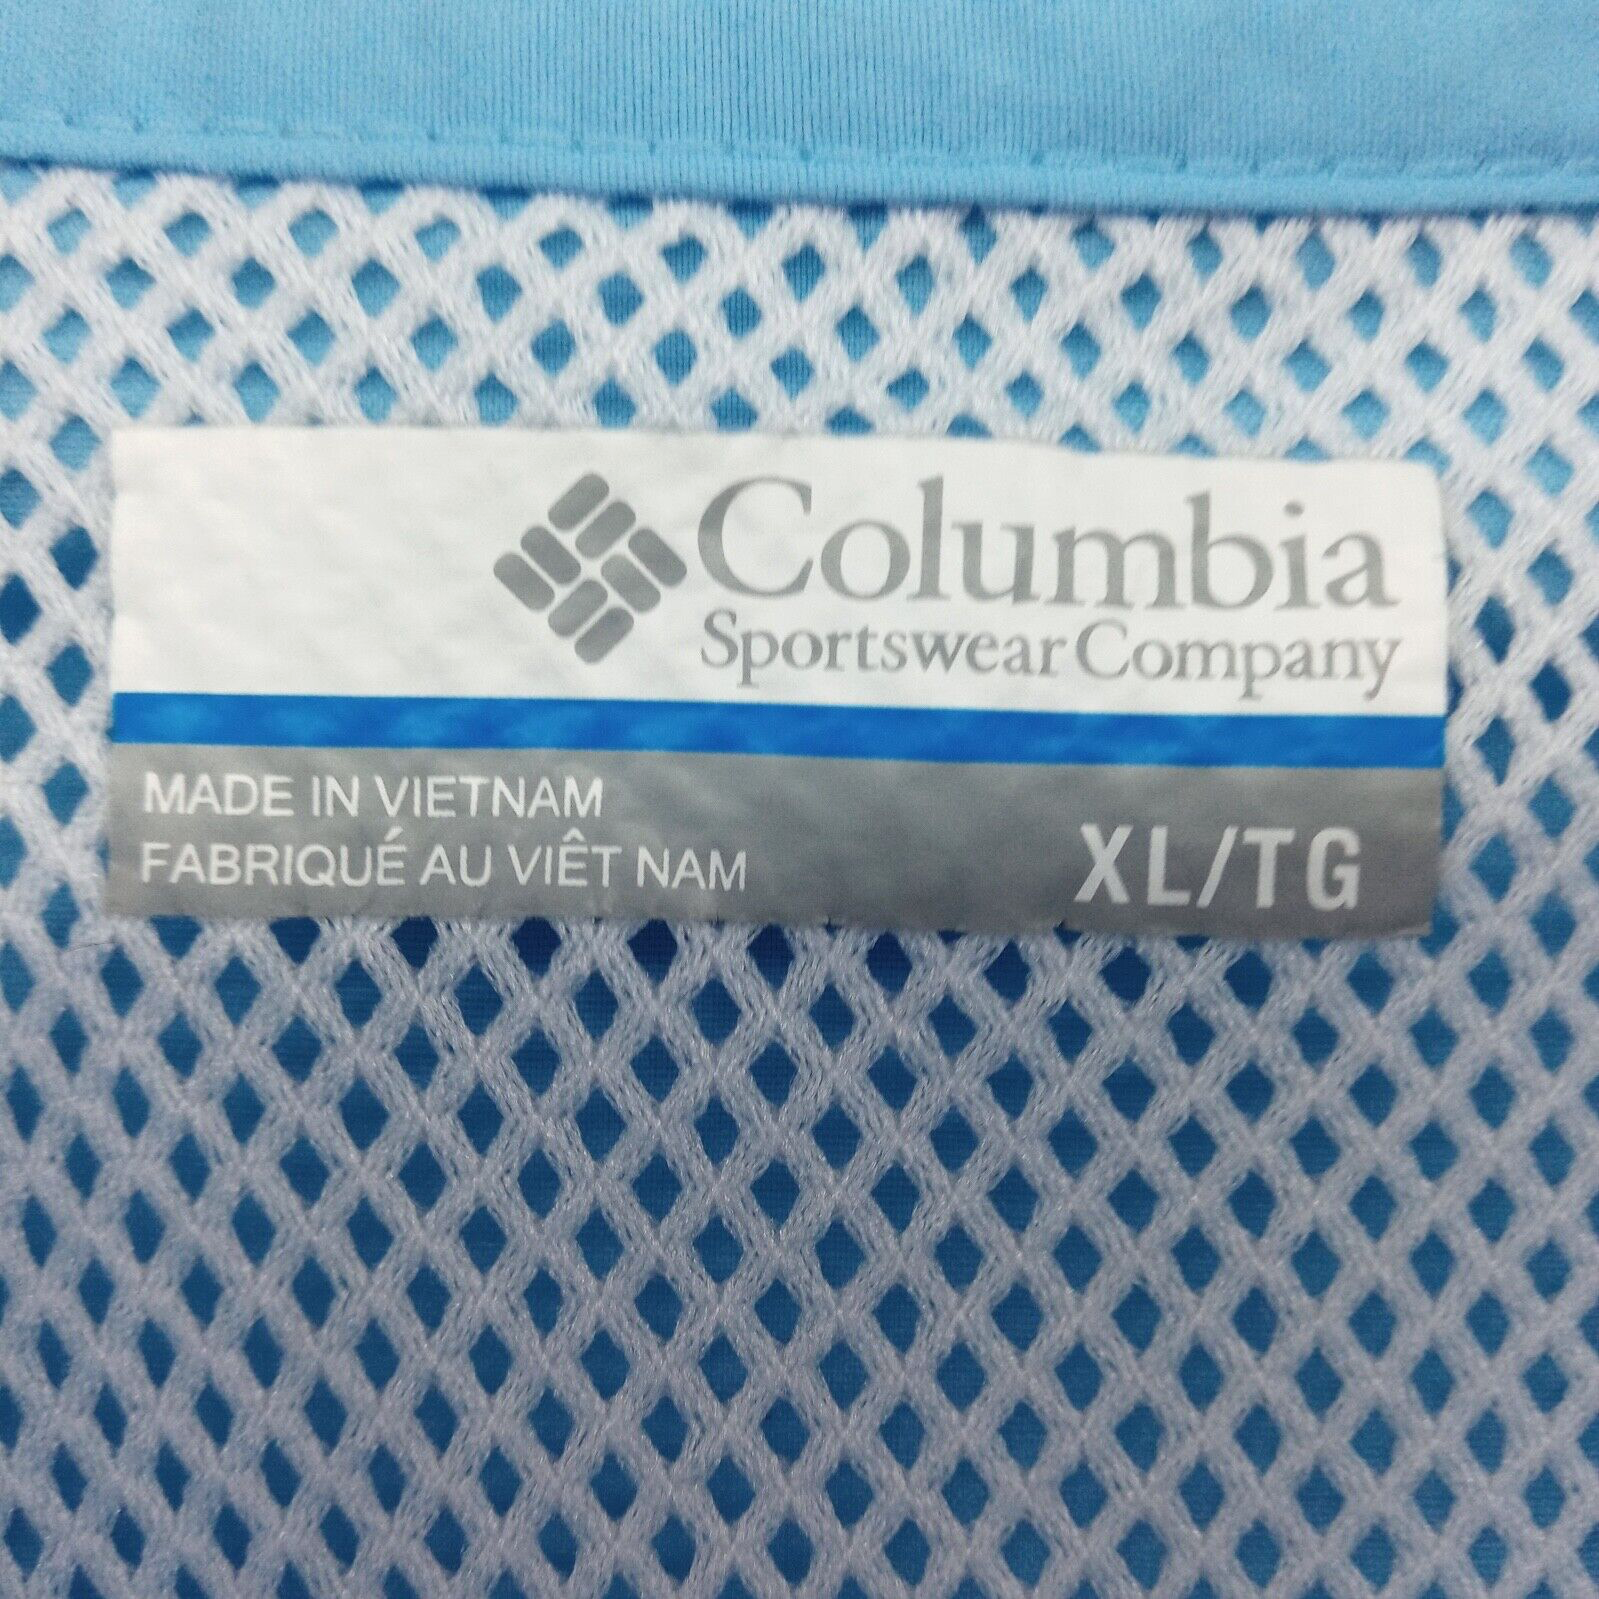 Columbia
Sportswear Company
MADE IN VIETNAM
FABRIQUÉ AU VIÊT NAM
XL/TG